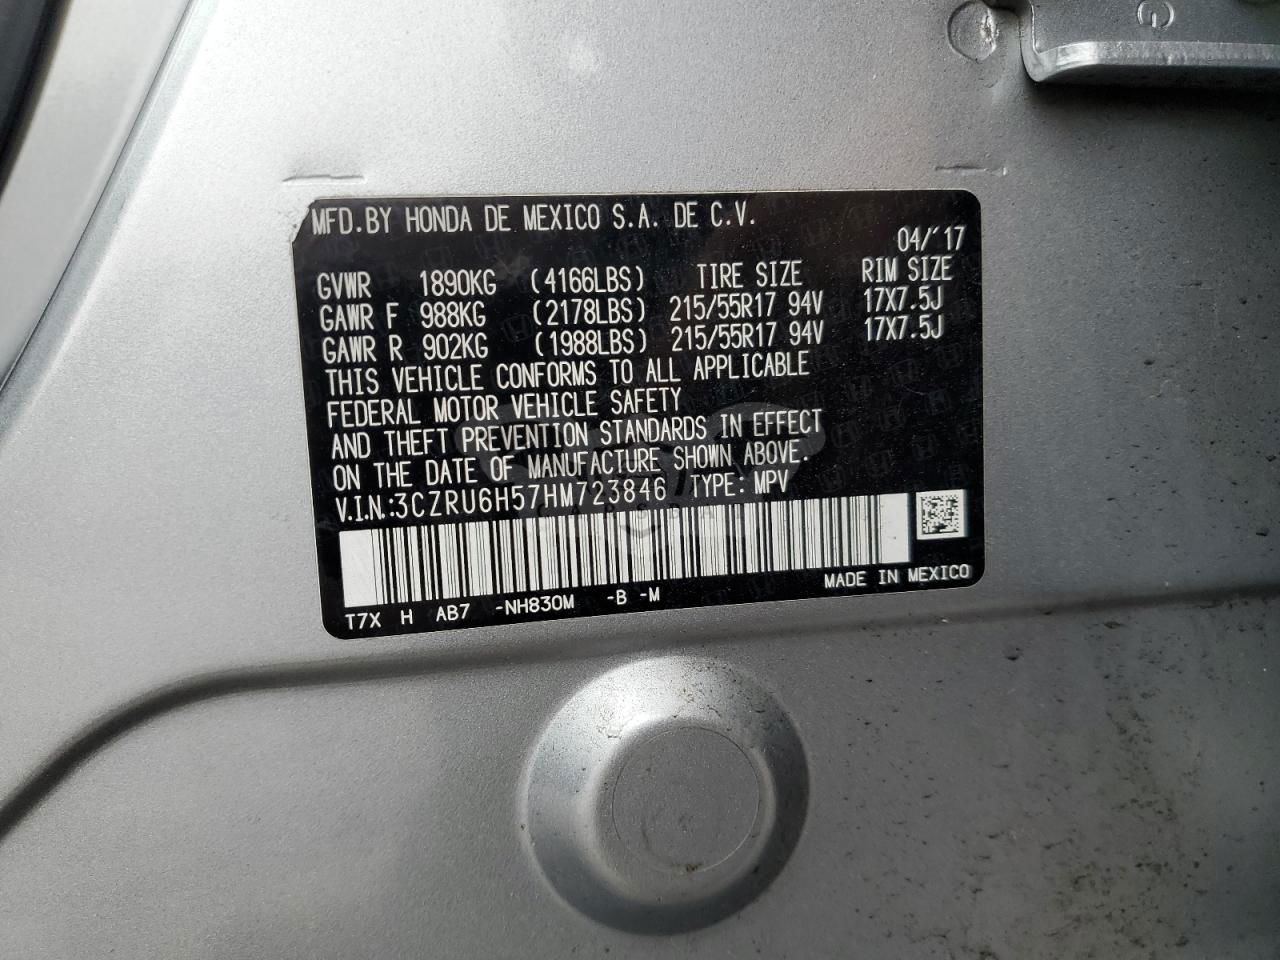 MFD.BY HONDA DE MEXICO S.A. DE C.V.
04/'17
GVWR 1890KG (4166LBS) TIRE SIZE RIM SIZE
GAWR F 988KG (2178LBS) 215/55R17 94V 17X7.5J
GAWR R 902KG (1988LBS) 215/55R17 94V 17X7.5J
THIS VEHICLE CONFORMS TO ALL APPLICABLE
FEDERAL MOTOR VEHICLE SAFETY
AND THEFT PREVENTION STANDARDS IN EFFECT
ON THE DATE OF MANUFACTURE SHOWN ABOVE.
V.I.N.:3CZRU6H57HM723846 TYPE: MPV
MADE IN MEXICO
T7X H AB7 -NH830M -B -M
G